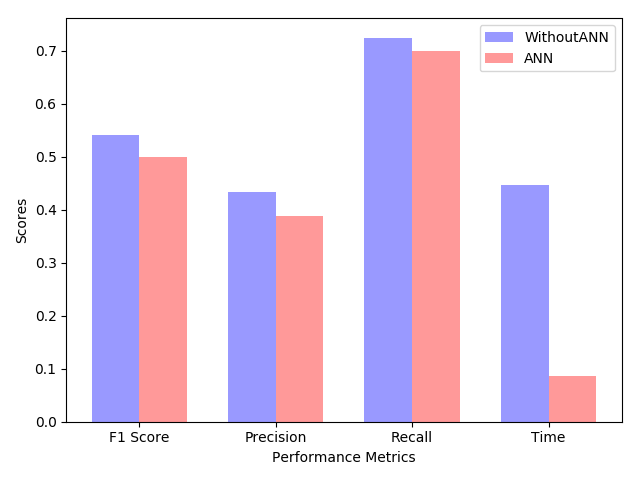 WithoutANN
ANN
Scores
0.7
0.6
0.5
0.4
0.3
0.2
0.1
0.0
F1 Score
Precision
Recall
Time
Performance Metrics